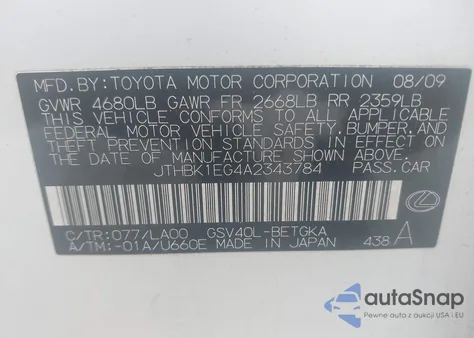 MFD.BY:TOYOTA MOTOR CORPORATION 08/09
GVWR 4680LB GAWR FR 2668LB RR 2359LB
THIS VEHICLE CONFORMS TO ALL APPLICABLE
FEDERAL MOTOR VEHICLE SAFETY, BUMPER, AND
THEFT PREVENTION STANDARDS IN EFFECT ON
THE DATE OF MANUFACTURE SHOWN ABOVE.
JTHBK1EG4A2343784 PASS.CAR
C/TR:077/LA00 GSV40L-BETGKA
A/TM:-01A/U660E MADE IN JAPAN 438 A
autoSnap
Pewne auta z aukcji USA i EU